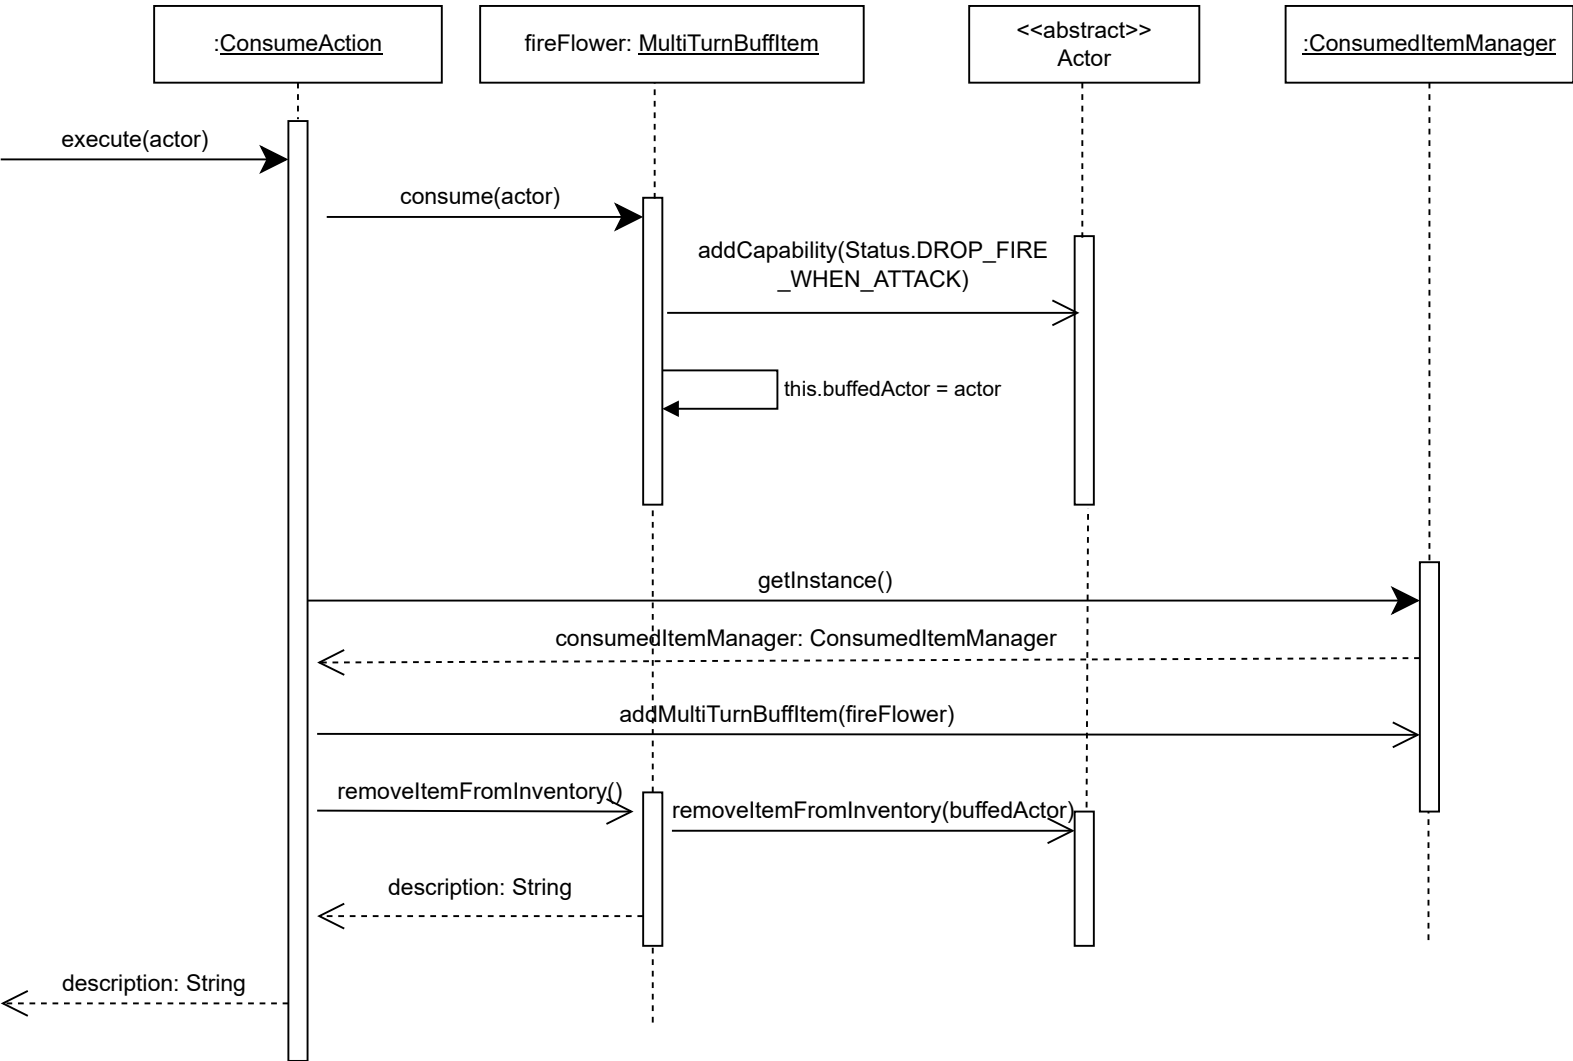 :ConsumeAction
fireFlower: MultiTurnBuffItem
<<abstract>>
Actor
:ConsumedItemManager
execute(actor)
consume(actor)
addCapability(Status.DROP_FIRE
_WHEN_ATTACK)
this.buffedActor = actor
getInstance()
consumedItemManager: ConsumedItemManager
addMultiTurnBuffItem(fireFlower)
removeItemFromInventory()
removeItemFromInventory(buffedActor)
description: String
description: String